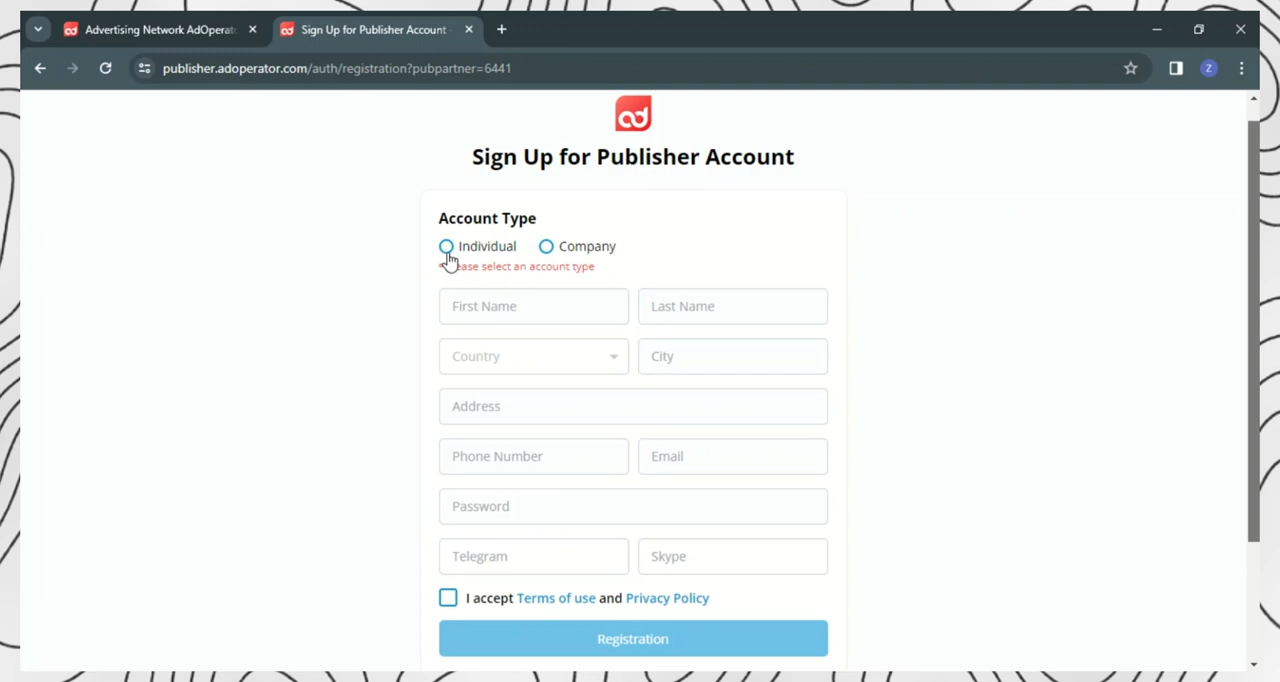 Advertising Network AdOperato
Sign Up for Publisher Account
publisher.adoperator.com/auth/registration?pubpartner=6441
Z
ad
Sign Up for Publisher Account
Account Type
Individual Company
select an account type
First Name Last Name
Country City
Address
Phone Number Email
Password
Telegram Skype
I accept Terms of use and Privacy Policy
Registration